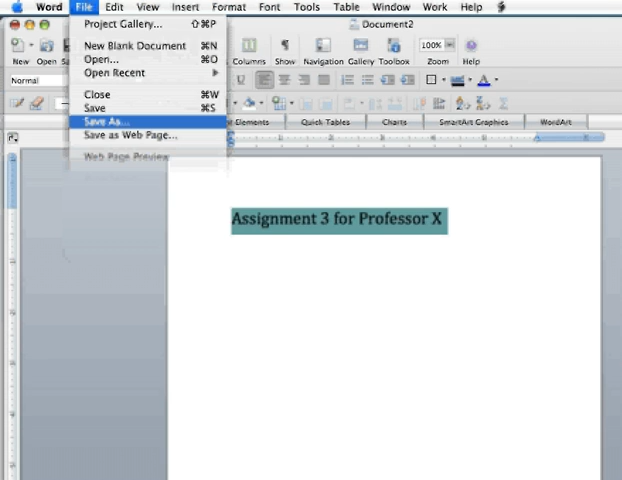 Word File Edit View Insert Format Font Tools Table Window Work Help
Project Gallery... ⇧⌘P
Document2
New Blank Document ⌘N
Open... ⌘O
Open Recent
100%
New Open Columns Show Navigation Gallery Toolbox Zoom Help
Normal
Close ⌘W
Save ⌘S
Save As...
Elements Quick Tables Charts SmartArt Graphics WordArt
Save as Web Page...
Web Page Preview
Assignment 3 for Professor X